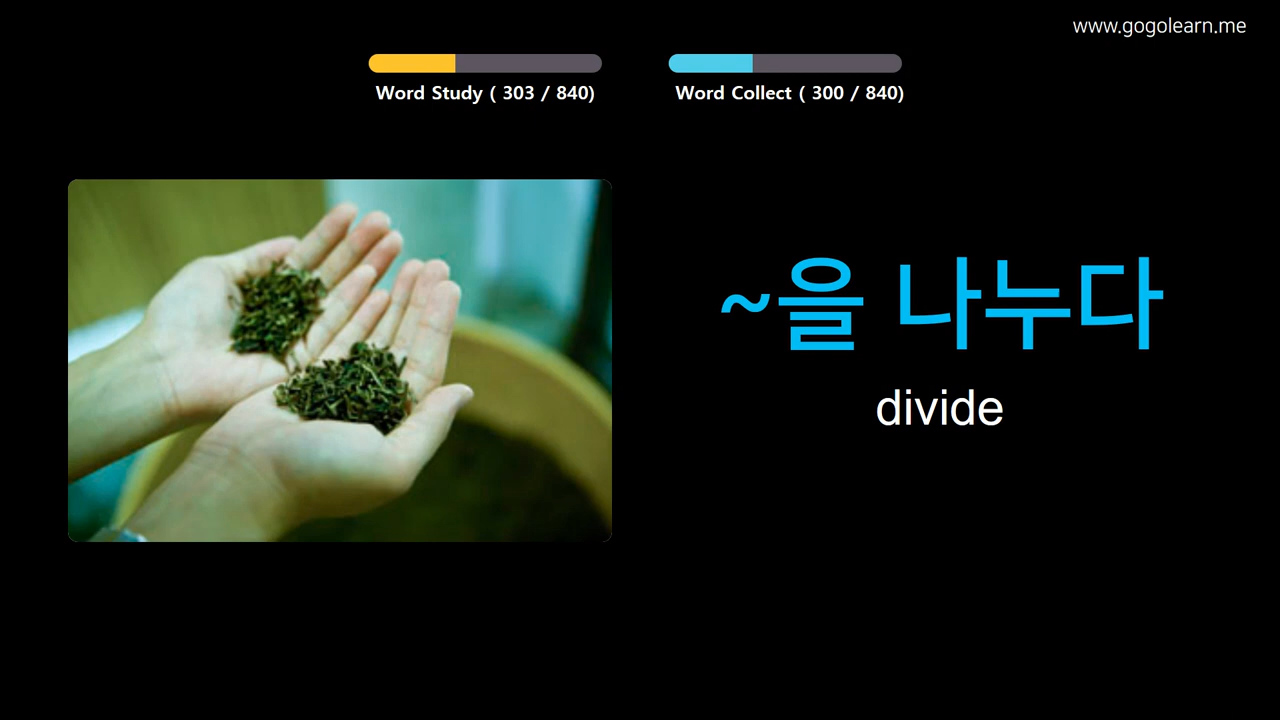 www.gogolearn.me
Word Study ( 303 / 840)
Word Collect ( 300 / 840)
~을 나누다
divide